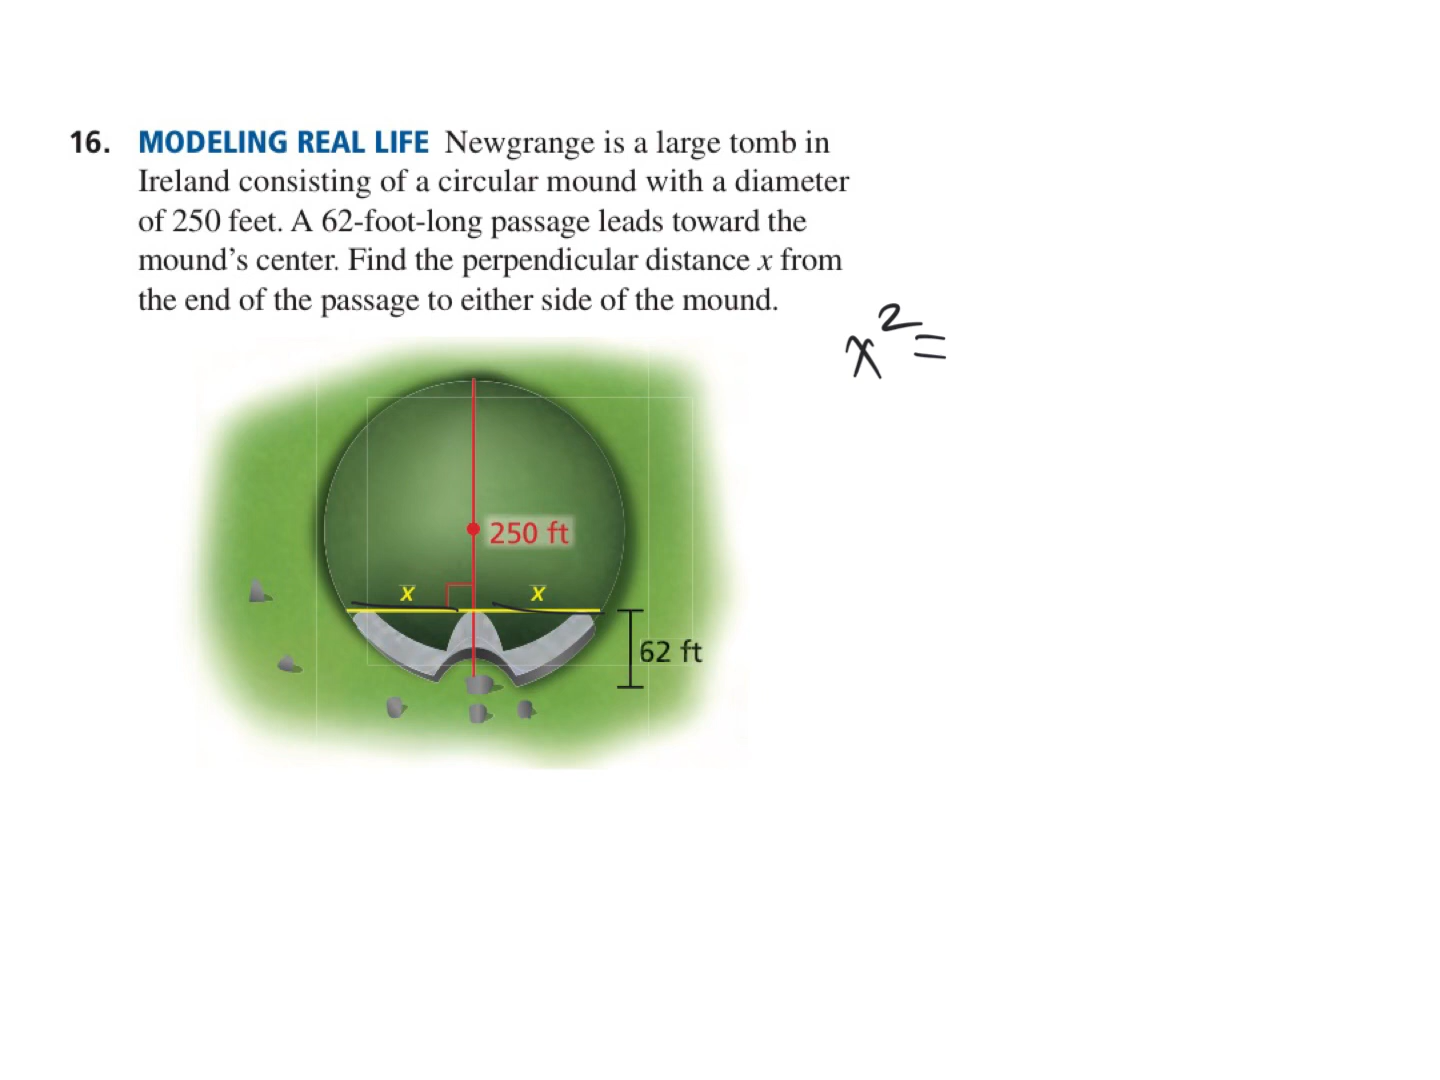 16. MODELING REAL LIFE Newgrange is a large tomb in
Ireland consisting of a circular mound with a diameter
of 250 feet. A 62-foot-long passage leads toward the
mound's center. Find the perpendicular distance x from
the end of the passage to either side of the mound.
x² =
250 ft
x x
62 ft